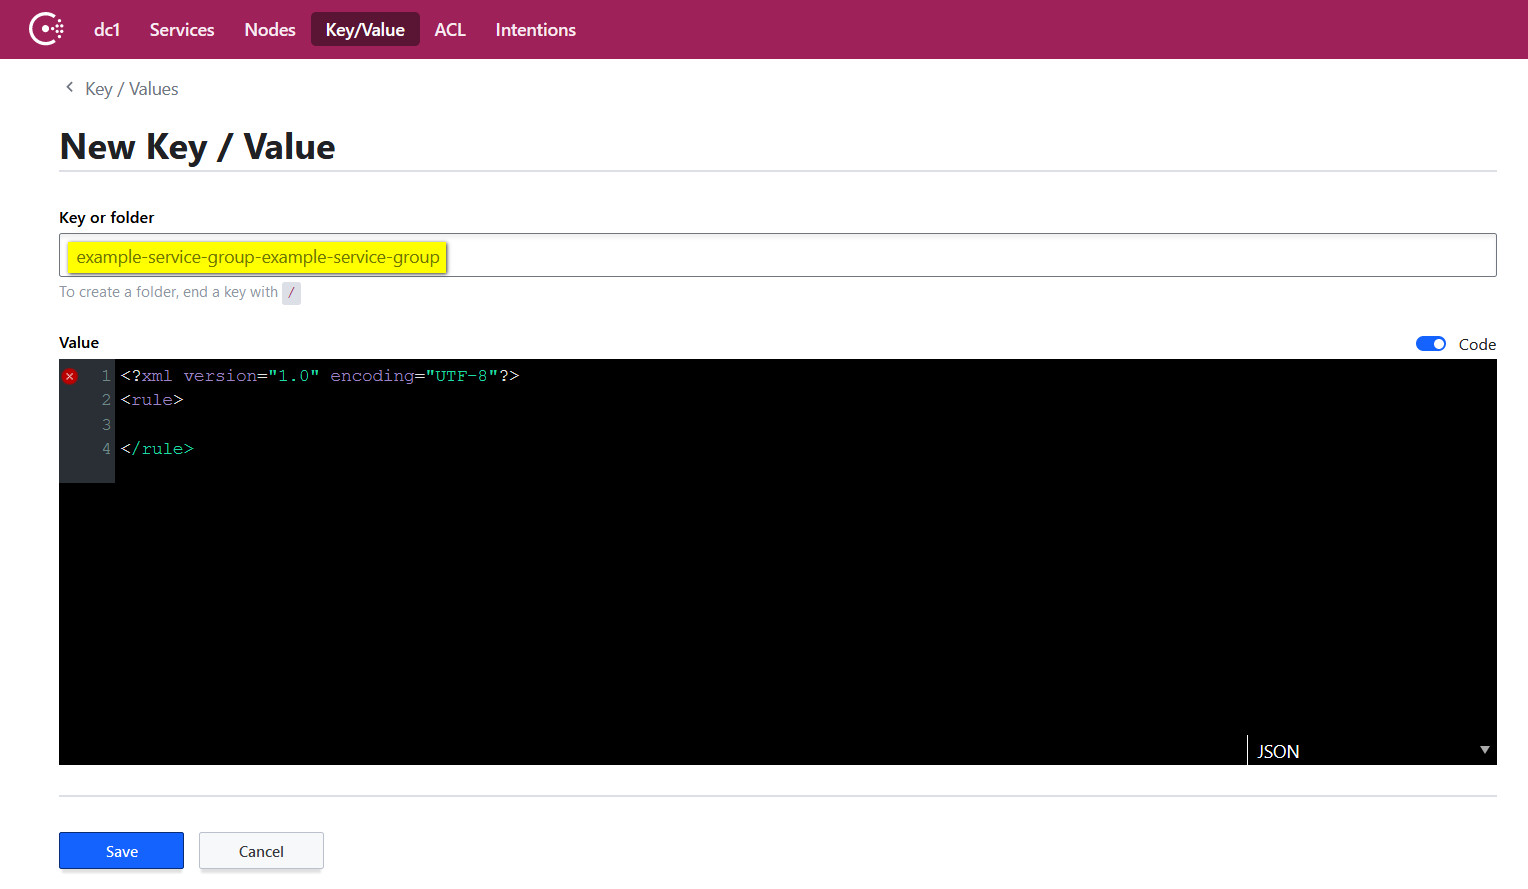 dc1 Services Nodes Key/Value ACL Intentions
Key / Values
New Key / Value
Key or folder
example-service-group-example-service-group
To create a folder, end a key with /
Value Code
1 <?xml version="1.0" encoding="UTF-8"?>
2 <rule>
3
4 </rule>
JSON
Save Cancel